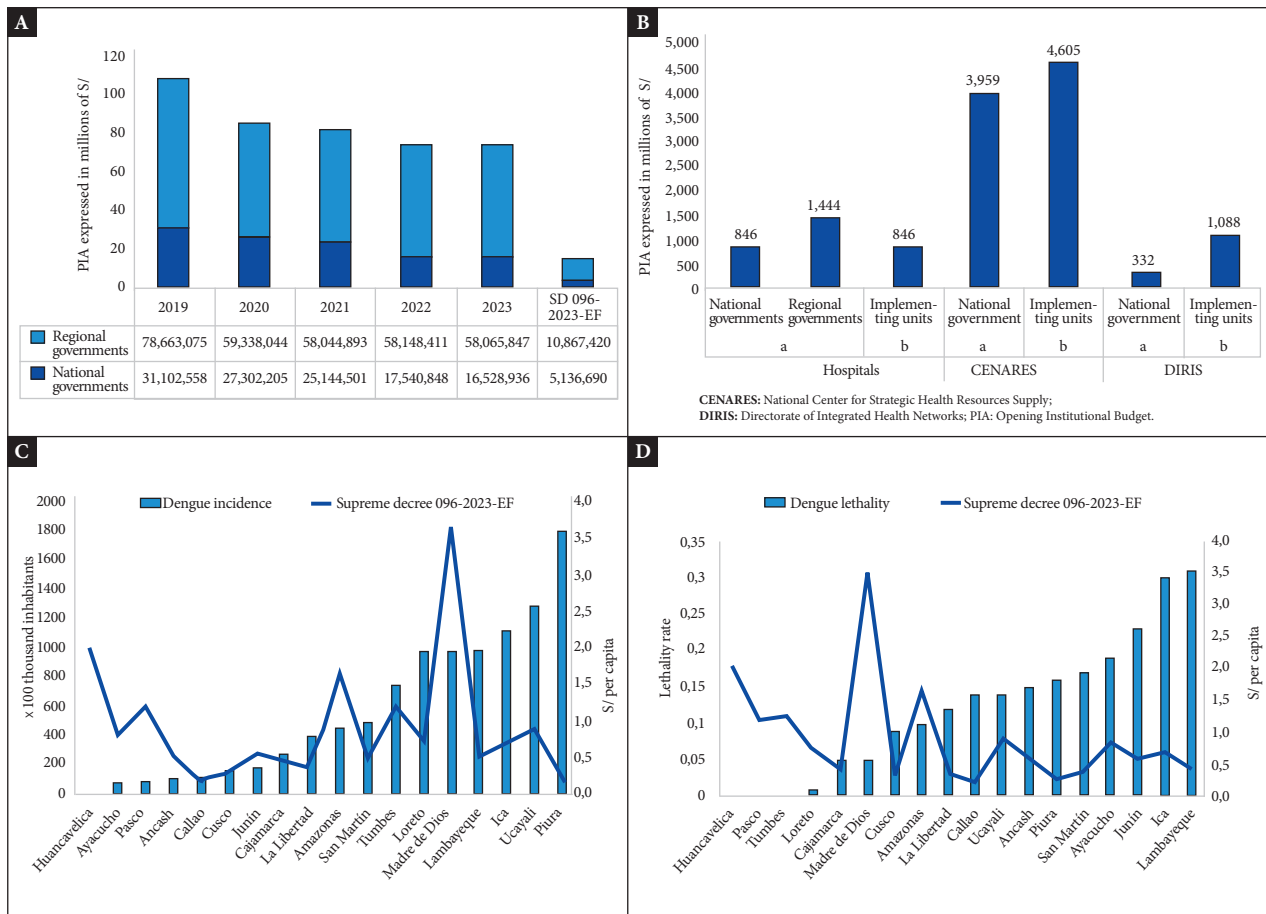 A
PIA expressed in millions of S/
120
100
80
60
40
20
0
2019 2020 2021 2022 2023 SD 096-
2023-EF
Regional
governments
78,663,075 59,338,044 58,044,893 58,148,411 58,065,847 10,867,420
National
governments
31,102,558 27,302,205 25,144,501 17,540,848 16,528,936 5,136,690
B
PIA expressed in millions of S/
5,000
4,500
4,000
3,500
3,000
2,500
2,000
1,500
1,000
500
0
846 1,444 846 3,959 4,605 332 1,088
National Regional Implemen- National Implemen- National Implemen-
governments governments ting units government ting units government ting units
a b a b a b
Hospitals CENARES DIRIS
CENARES: National Center for Strategic Health Resources Supply;
DIRIS: Directorate of Integrated Health Networks; PIA: Opening Institutional Budget.
C
Dengue incidence Supreme decree 096-2023-EF
x 100 thousand inhabitants
2000
1800
1600
1400
1200
1000
800
600
400
200
0
4,0
3,5
3,0
2,5
2,0
1,5
1,0
0,5
0,0
S/ per capita
Huancavelica
Ayacucho
Pasco
Ancash
Callao
Cusco
Junin
Cajamarca
La Libertad
Amazonas
San Martín
Tumbes
Loreto
Madre de Dios
Lambayeque
Ica
Ucayali
Piura
D
Dengue lethality Supreme decree 096-2023-EF
Lethality rate
0,35
0,3
0,25
0,2
0,15
0,1
0,05
0
4,0
3,5
3,0
2,5
2,0
1,5
1,0
0,5
0,0
S/ per capita
Huancavelica
Pasco
Tumbes
Loreto
Cajamarca
Madre de Dios
Cusco
Amazonas
La Libertad
Callao
Ucayali
Ancash
Piura
San Martín
Ayacucho
Junin
Ica
Lambayeque